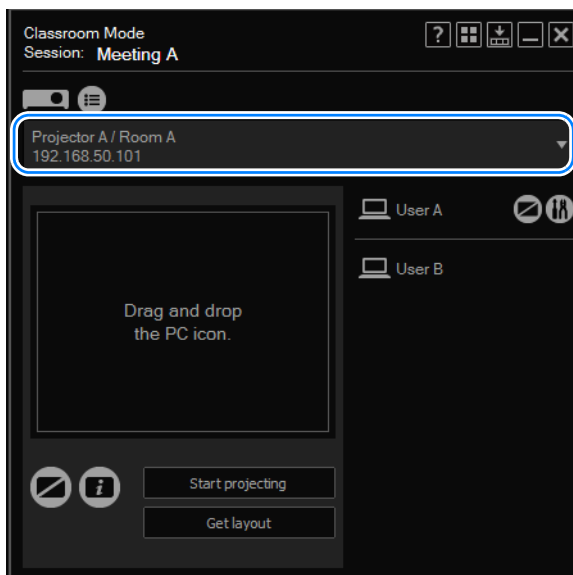 Classroom Mode
Session: Meeting A
?
Projector A / Room A
192.168.50.101
User A
User B
Drag and drop
the PC icon.
i
Start projecting
Get layout